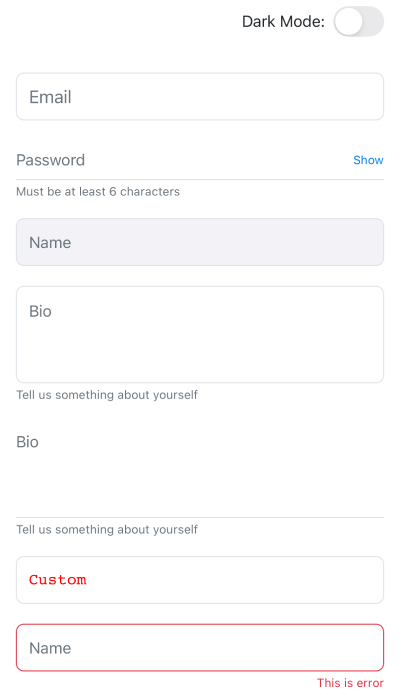 Dark Mode:
Email
Password
Show
Must be at least 6 characters
Name
Bio
Tell us something about yourself
Bio
Tell us something about yourself
Custom
Name
This is error